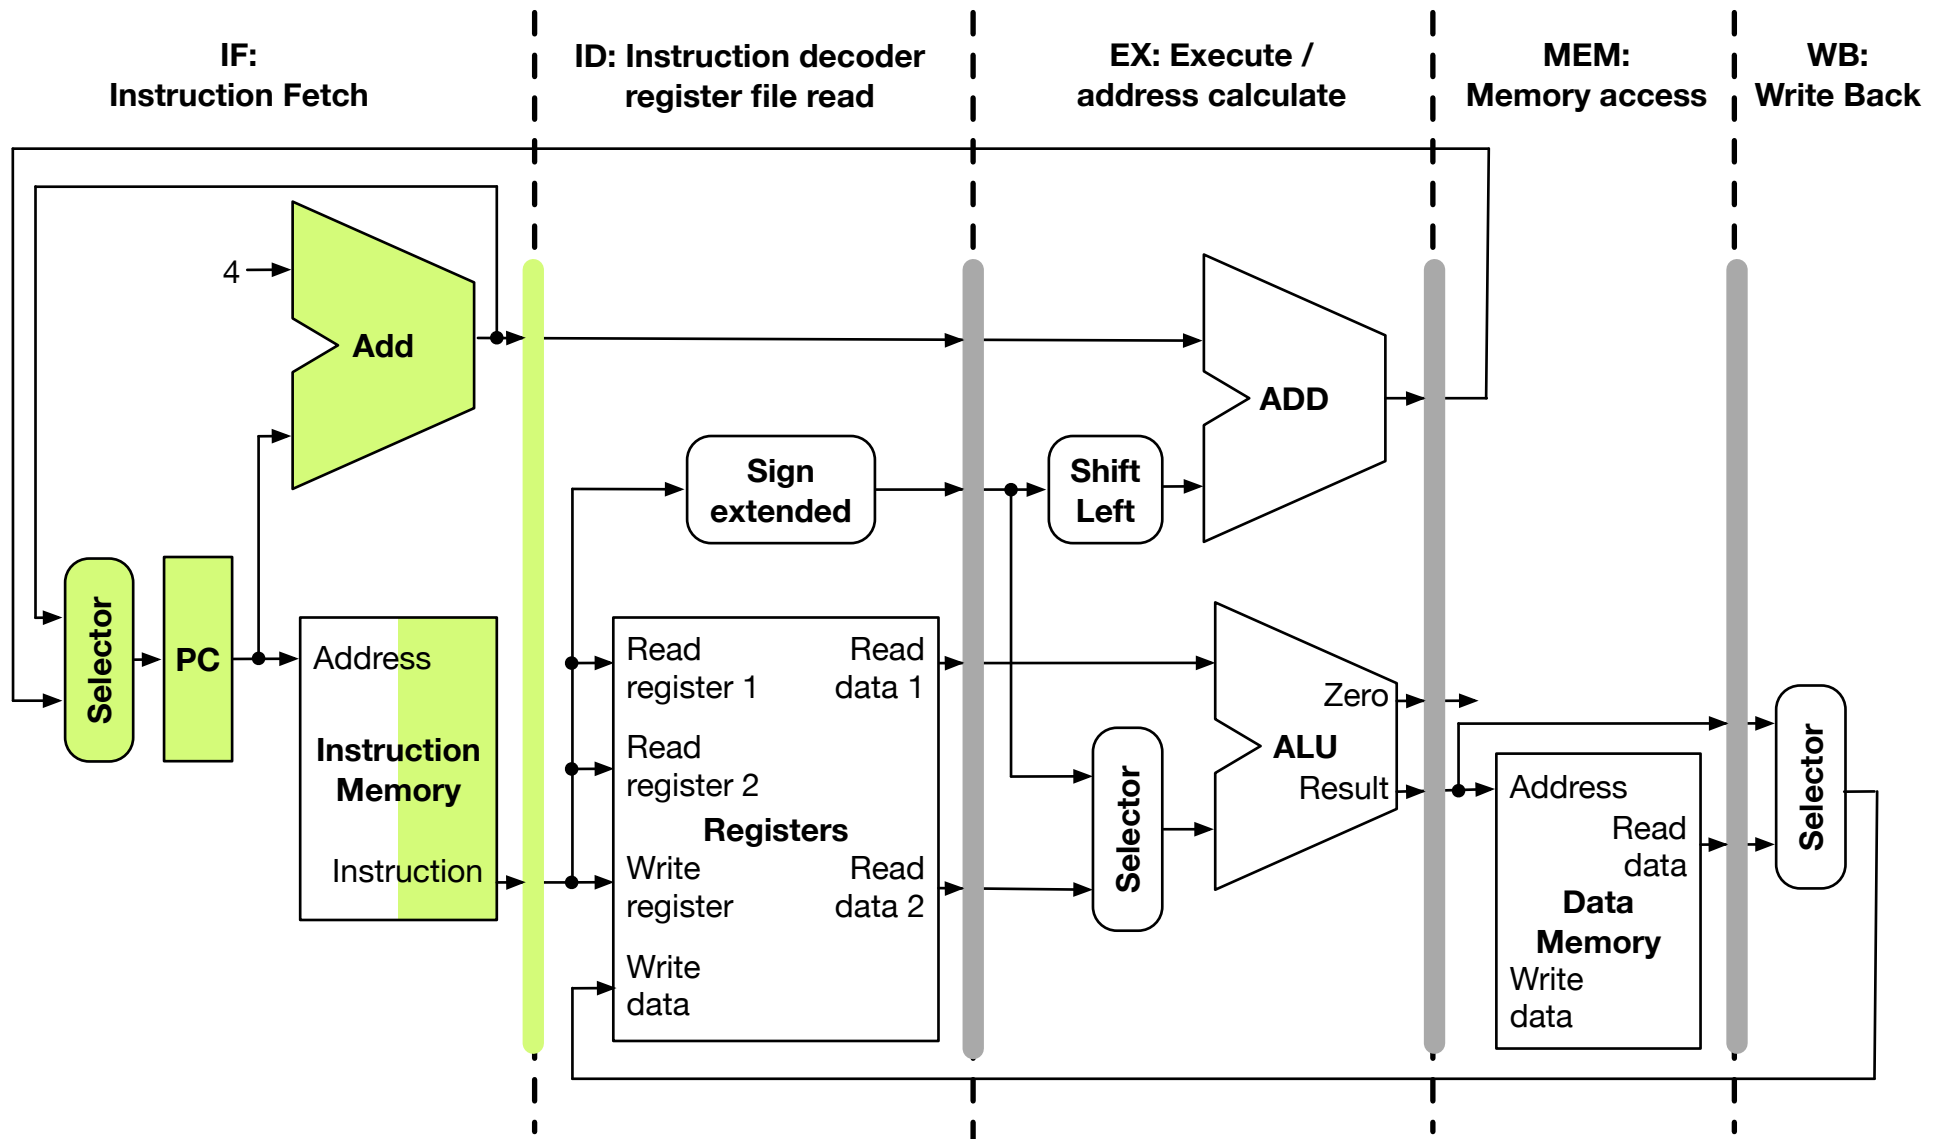 IF:
Instruction Fetch
ID: Instruction decoder
register file read
EX: Execute /
address calculate
MEM:
Memory access
WB:
Write Back
4
Add
ADD
Sign
extended
Shift
Left
Selector
PC
Address
Instruction
Memory
Instruction
Read
register 1
Read
data 1
Read
register 2
Registers
Write
register
Read
data 2
Write
data
Selector
Zero
ALU
Result
Address
Read
data
Data
Memory
Write
data
Selector